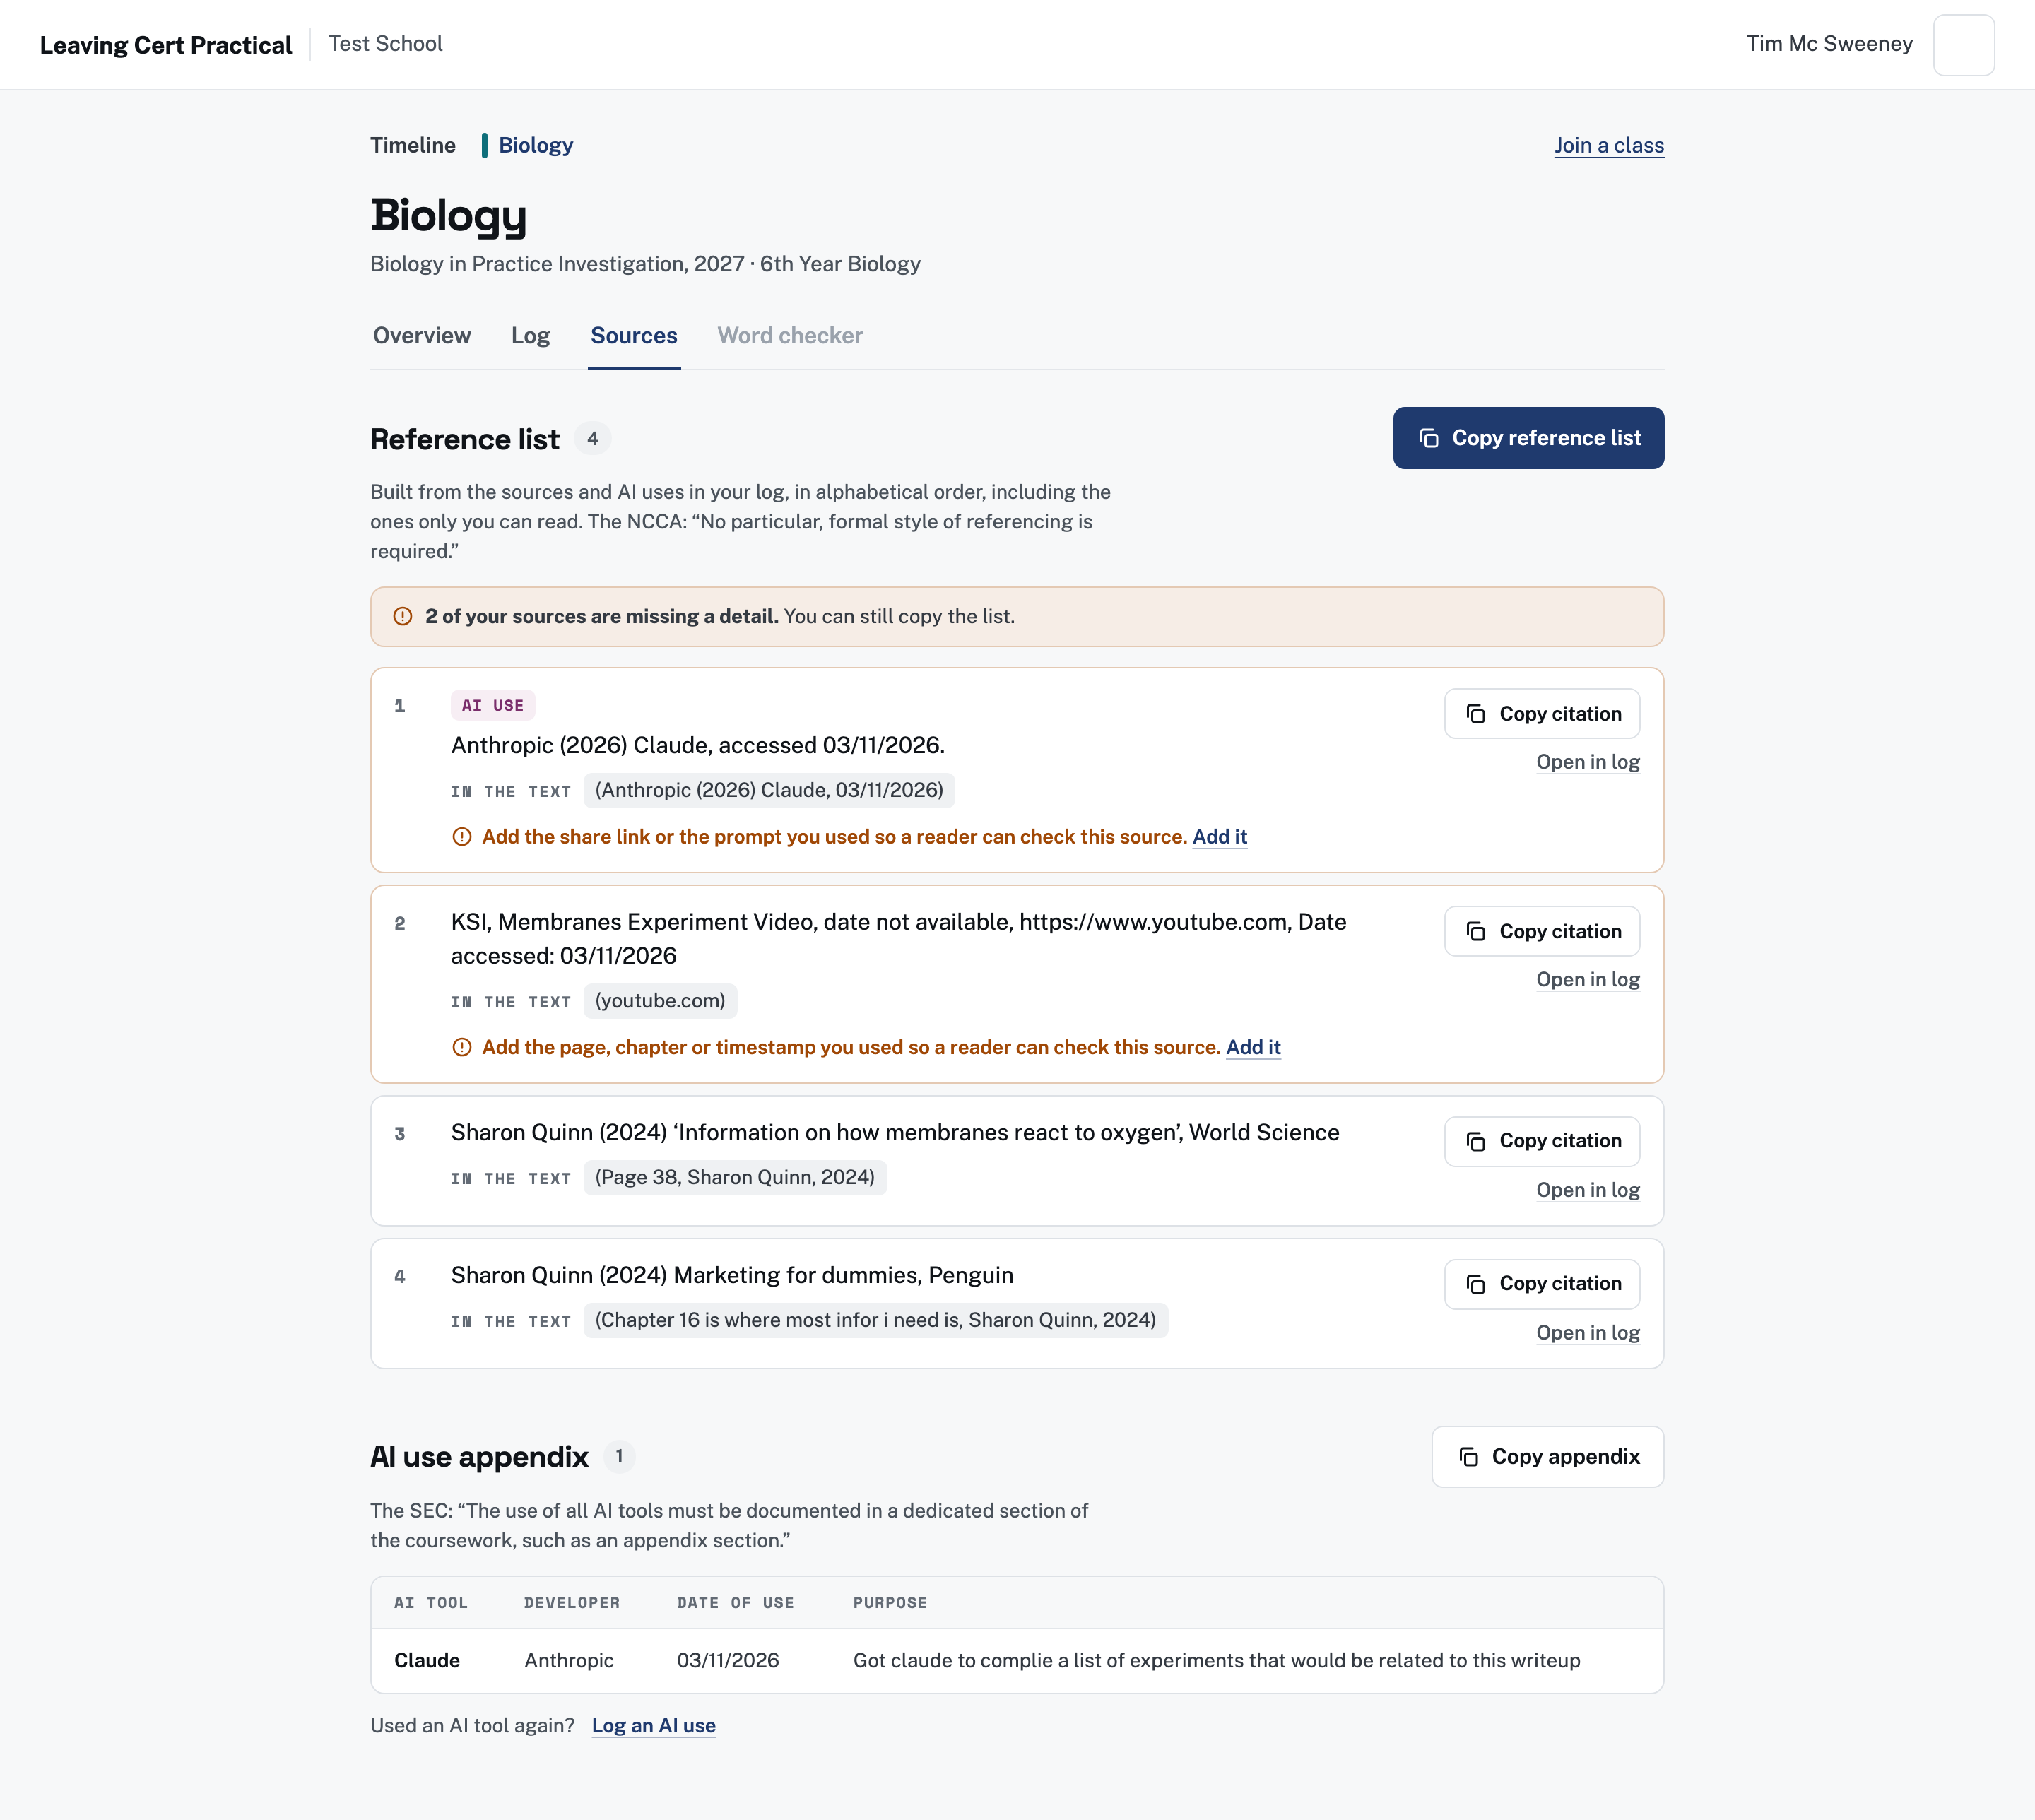 Leaving Cert Practical
Test School
Tim Mc Sweeney
Timeline
Biology
Join a class
Biology
Biology in Practice Investigation, 2027 · 6th Year Biology
Overview
Log
Sources
Word checker
Reference list 4
Copy reference list
Built from the sources and AI uses in your log, in alphabetical order, including the
ones only you can read. The NCCA: “No particular, formal style of referencing is
required.”
2 of your sources are missing a detail. You can still copy the list.
1
AI USE
Anthropic (2026) Claude, accessed 03/11/2026.
IN THE TEXT (Anthropic (2026) Claude, 03/11/2026)
Add the share link or the prompt you used so a reader can check this source. Add it
Copy citation
Open in log
2
KSI, Membranes Experiment Video, date not available, https://www.youtube.com, Date
accessed: 03/11/2026
IN THE TEXT (youtube.com)
Add the page, chapter or timestamp you used so a reader can check this source. Add it
Copy citation
Open in log
3
Sharon Quinn (2024) ‘Information on how membranes react to oxygen’, World Science
IN THE TEXT (Page 38, Sharon Quinn, 2024)
Copy citation
Open in log
4
Sharon Quinn (2024) Marketing for dummies, Penguin
IN THE TEXT (Chapter 16 is where most infor i need is, Sharon Quinn, 2024)
Copy citation
Open in log
AI use appendix 1
Copy appendix
The SEC: “The use of all AI tools must be documented in a dedicated section of
the coursework, such as an appendix section.”
AI TOOL DEVELOPER DATE OF USE PURPOSE
Claude Anthropic 03/11/2026 Got claude to complie a list of experiments that would be related to this writeup
Used an AI tool again? Log an AI use